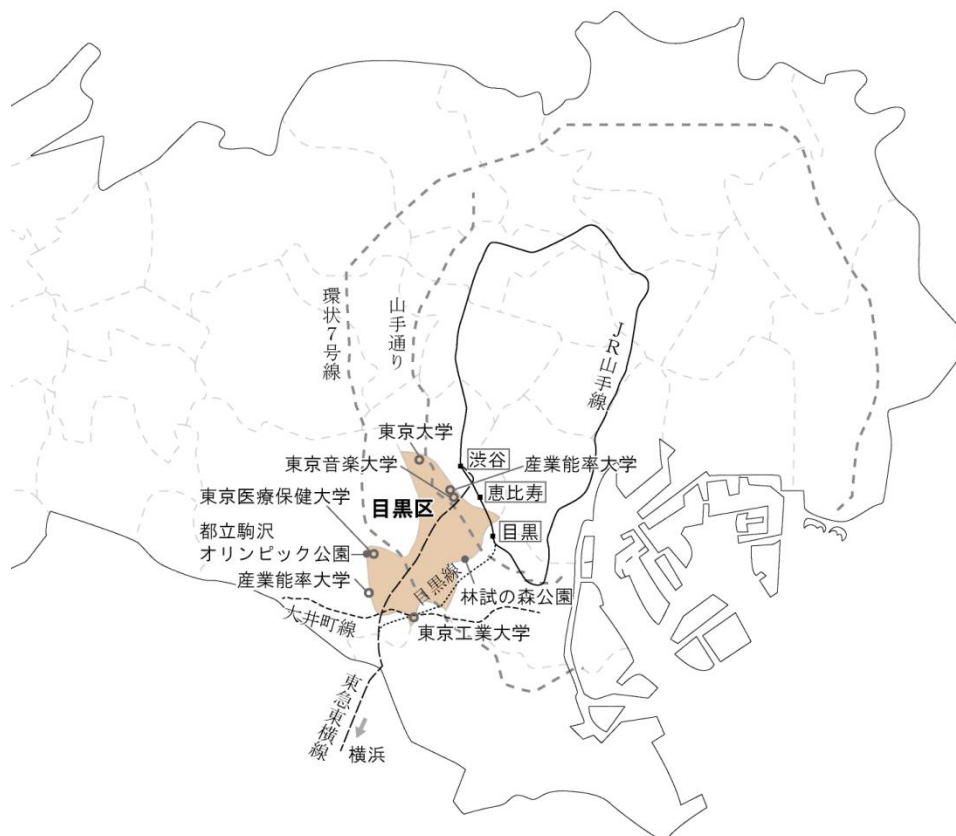 環状７号線
山手通り
ＪＲ山手線
東京大学
渋谷
東京音楽大学
産業能率大学
東京医療保健大学
恵比寿
目黒区
都立駒沢
オリンピック公園
目黒
産業能率大学
目黒線
林試の森公園
大井町線
東京工業大学
東急東横線
横浜